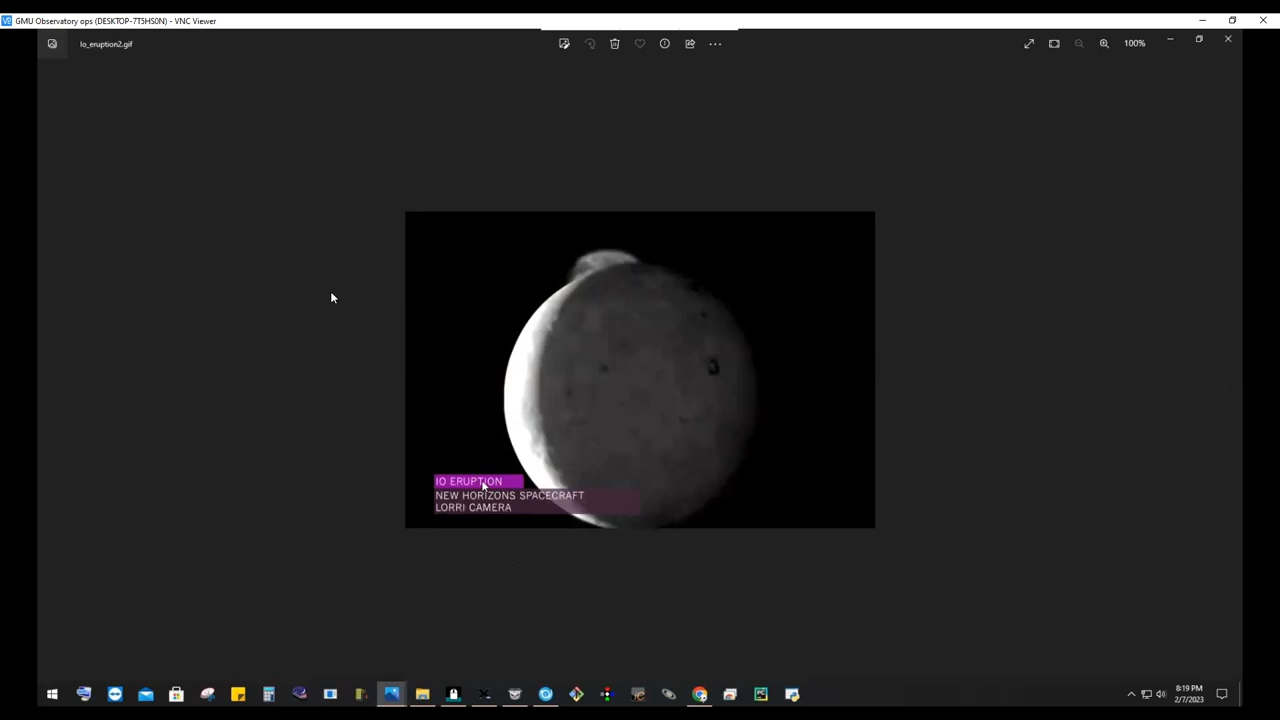 GMU Observatory ops (DESKTOP-7T5HS0N) - VNC Viewer
Io_eruption2.gif
100%
IO ERUPTION
NEW HORIZONS SPACECRAFT
LORRI CAMERA
8:19 PM
2/7/2023